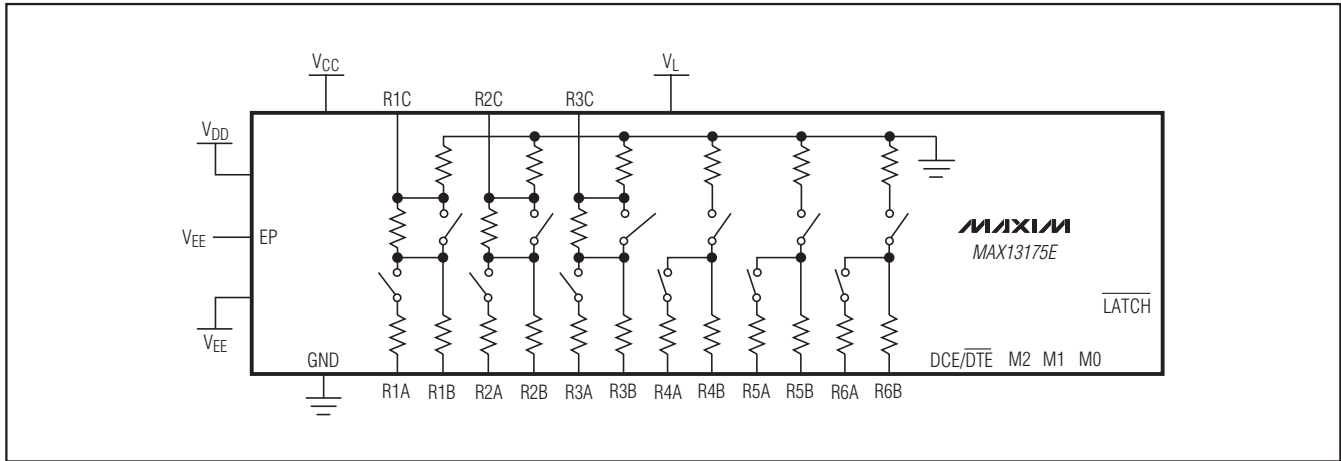 VCC
VL
R1C R2C R3C
VDD
VEE EP
MAXIM
MAX13175E
LATCH
VEE
GND
DCE/DTE M2 M1 M0
R1A R1B R2A R2B R3A R3B R4A R4B R5A R5B R6A R6B